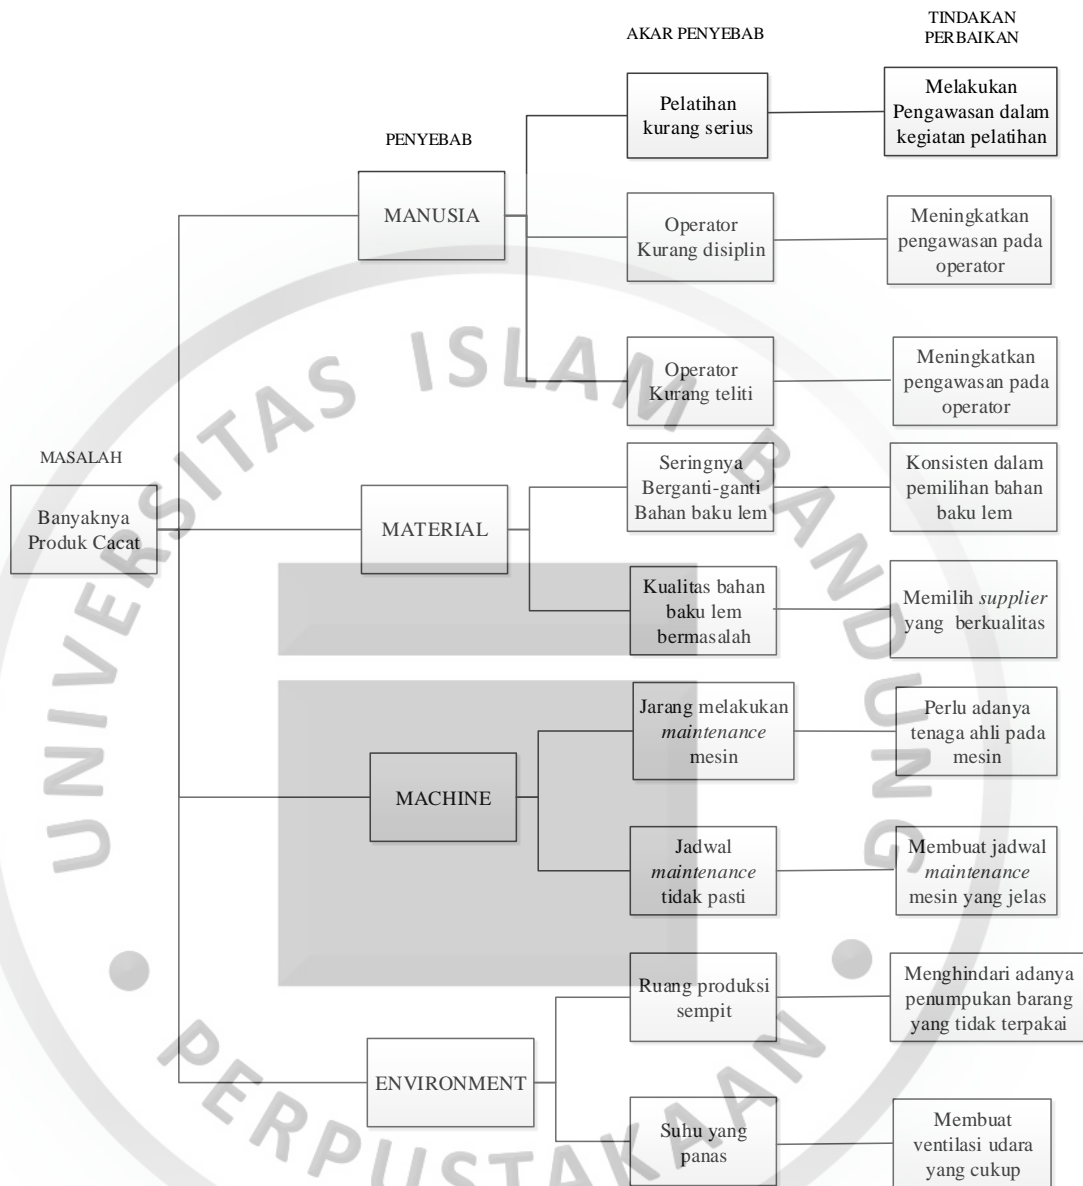 AKAR PENYEBAB
TINDAKAN
PERBAIKAN
PENYEBAB
MASALAH
Banyaknya
Produk Cacat
MANUSIA
Pelatihan
kurang serius
Melakukan
Pengawasan dalam
kegiatan pelatihan
Operator
Kurang disiplin
Meningkatkan
pengawasan pada
operator
Operator
Kurang teliti
Meningkatkan
pengawasan pada
operator
MATERIAL
Seringnya
Berganti-ganti
Bahan baku lem
Konsisten dalam
pemilihan bahan
baku lem
Kualitas bahan
baku lem
bermasalah
Memilih supplier
yang berkualitas
MACHINE
Jarang melakukan
maintenance
mesin
Perlu adanya
tenaga ahli pada
mesin
Jadwal
maintenance
tidak pasti
Membuat jadwal
maintenance
mesin yang jelas
ENVIRONMENT
Ruang produksi
sempit
Menghindari adanya
penumpukan barang
yang tidak terpakai
Suhu yang
panas
Membuat
ventilasi udara
yang cukup
UNIVERSITAS ISLAM BANDUNG
PERPUSTAKAAN